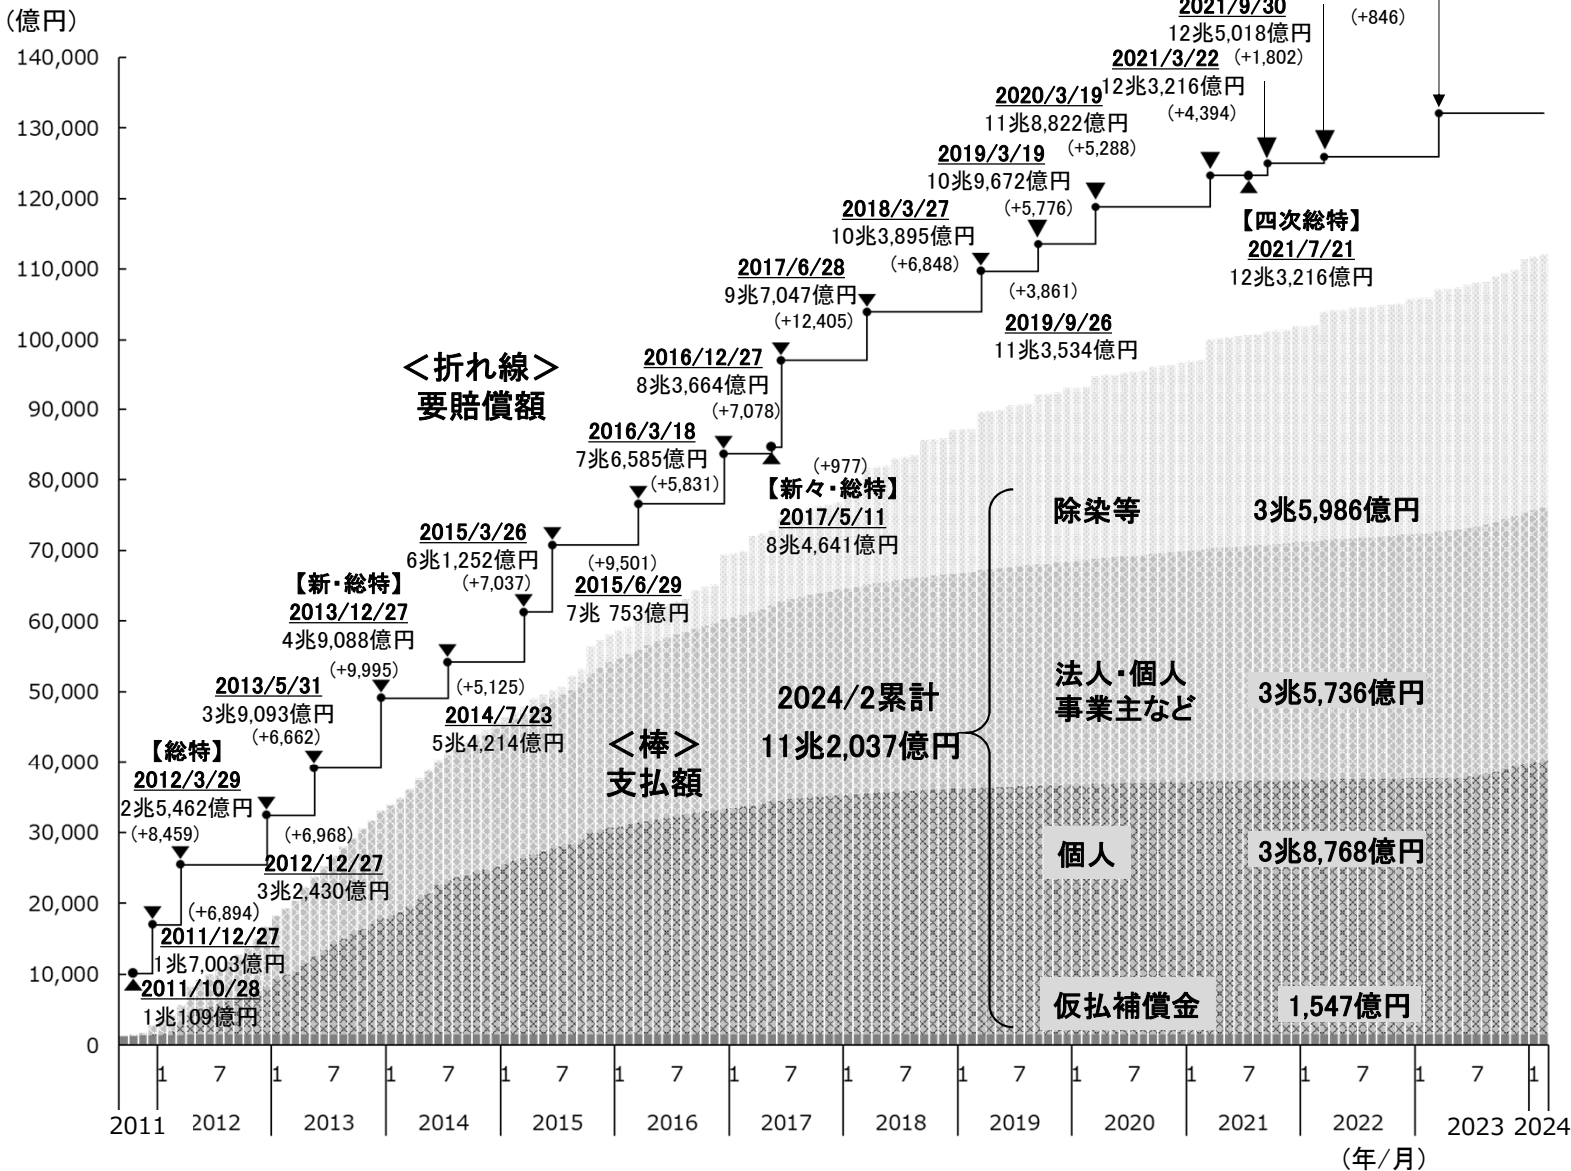 (億円)
140,000
130,000
120,000
110,000
100,000
90,000
80,000
70,000
60,000
50,000
40,000
30,000
20,000
10,000
0
2011/10/28
1兆109億円
2011/12/27
1兆7,003億円
(+6,894)
【総特】
2012/3/29
2兆5,462億円
(+8,459)
2012/12/27
3兆2,430億円
(+6,968)
2013/5/31
3兆9,093億円
(+6,662)
【新・総特】
2013/12/27
4兆9,088億円
(+9,995)
(+5,125)
2014/7/23
5兆4,214億円
2015/3/26
6兆1,252億円
(+7,037)
(+9,501)
2015/6/29
7兆 753億円
2016/3/18
7兆6,585億円
(+5,831)
2016/12/27
8兆3,664億円
(+7,078)
(+977)
【新々・総特】
2017/5/11
8兆4,641億円
2017/6/28
9兆7,047億円
(+12,405)
2018/3/27
10兆3,895億円
(+6,848)
2019/3/19
10兆9,672億円
(+5,776)
(+3,861)
2019/9/26
11兆3,534億円
2020/3/19
11兆8,822億円
(+5,288)
2021/3/22
12兆3,216億円
(+4,394)
【四次総特】
2021/7/21
12兆3,216億円
2021/9/30
12兆5,018億円
(+1,802)
(+846)
＜折れ線＞
要賠償額
＜棒＞
支払額
2024/2累計
11兆2,037億円
除染等 3兆5,986億円
法人・個人
事業主など 3兆5,736億円
個人 3兆8,768億円
仮払補償金 1,547億円
1 7 1 7 1 7 1 7 1 7 1 7 1 7 1 7 1 7 1 7 1 7 1 7 1
2011 2012 2013 2014 2015 2016 2017 2018 2019 2020 2021 2022 2023 2024
(年/月)